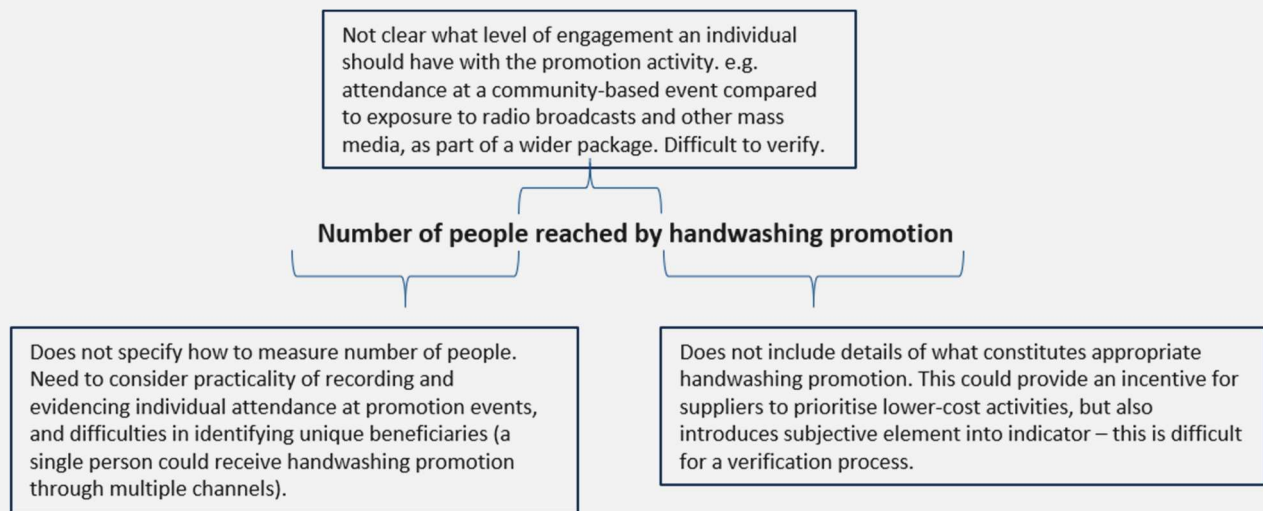 Not clear what level of engagement an individual
should have with the promotion activity. e.g.
attendance at a community-based event compared
to exposure to radio broadcasts and other mass
media, as part of a wider package. Difficult to verify.
Number of people reached by handwashing promotion
Does not specify how to measure number of people.
Need to consider practicality of recording and
evidencing individual attendance at promotion events,
and difficulties in identifying unique beneficiaries (a
single person could receive handwashing promotion
through multiple channels).
Does not include details of what constitutes appropriate
handwashing promotion. This could provide an incentive for
suppliers to prioritise lower-cost activities, but also
introduces subjective element into indicator – this is difficult
for a verification process.